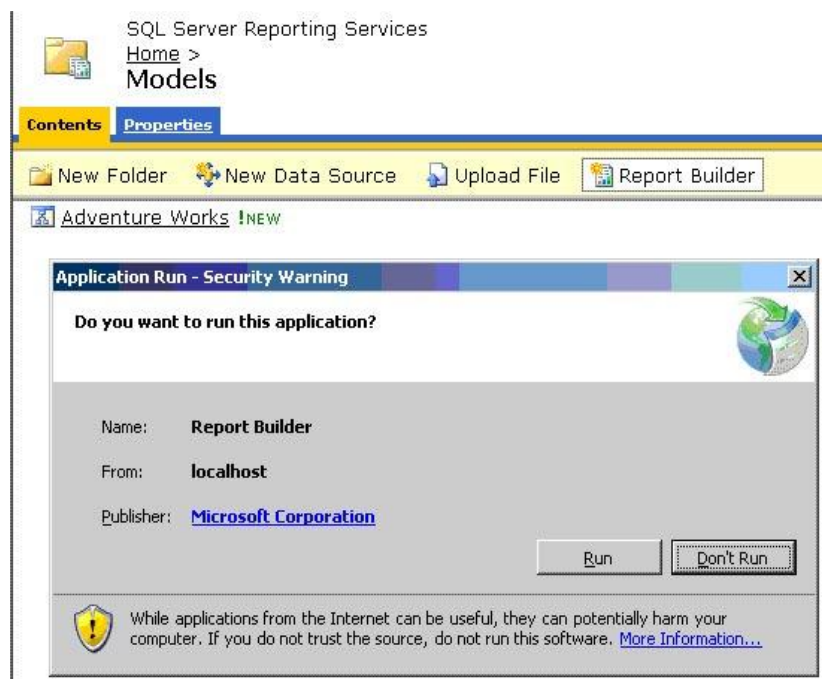 SQL Server Reporting Services
Home >
Models
Contents Properties
New Folder New Data Source Upload File Report Builder
Adventure Works !NEW
Application Run - Security Warning
Do you want to run this application?
Name: Report Builder
From: localhost
Publisher: Microsoft Corporation
Run Don't Run
While applications from the Internet can be useful, they can potentially harm your
computer. If you do not trust the source, do not run this software. More Information...